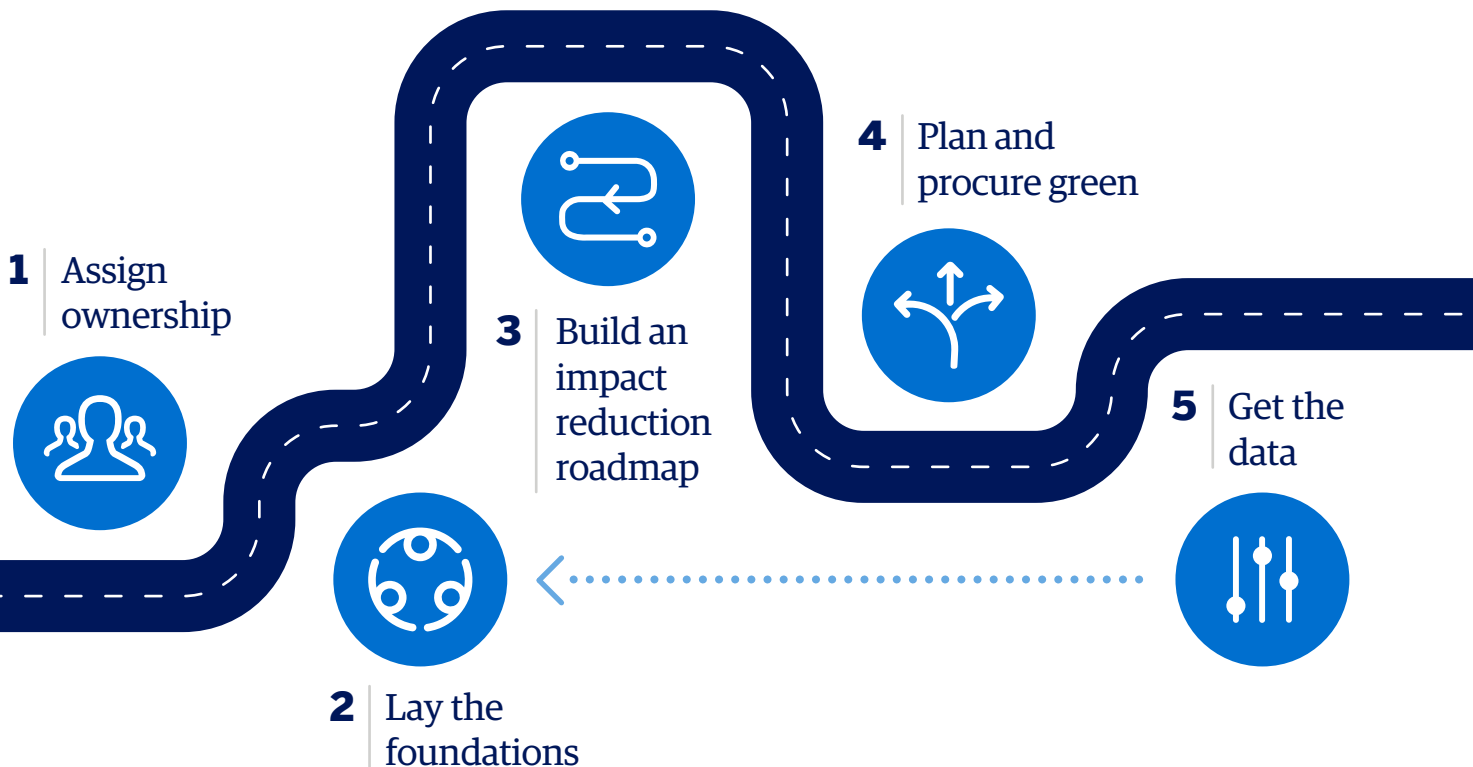 1 Assign
ownership
2 Lay the
foundations
3 Build an
impact
reduction
roadmap
4 Plan and
procure green
5 Get the
data